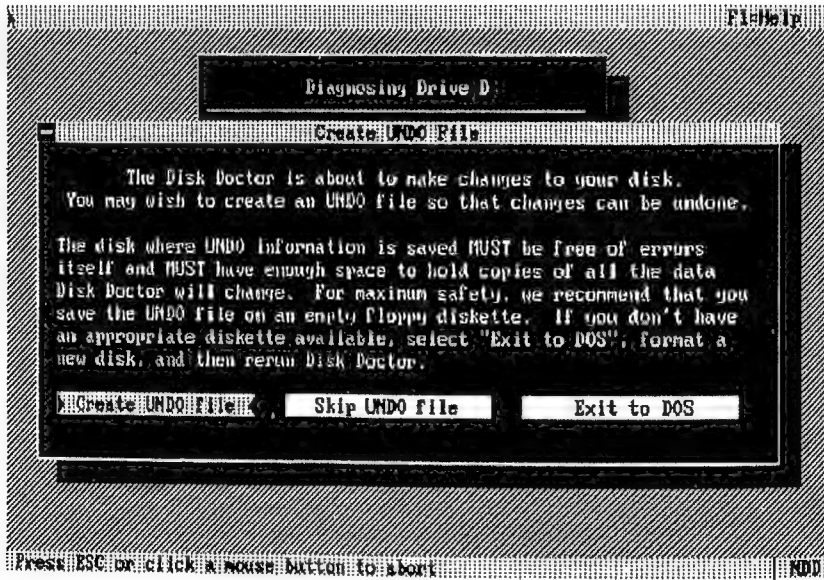 F1=Help
Diagnosing Drive D
Create UNDO File
The Disk Doctor is about to make changes to your disk.
You may wish to create an UNDO file so that changes can be undone.
The disk where UNDO information is saved MUST be free of errors
itself and MUST have enough space to hold copies of all the data
Disk Doctor will change. For maximum safety, we recommend that you
save the UNDO file on an empty floppy diskette. If you don't have
an appropriate diskette available, select "Exit to DOS", format a
new disk, and then rerun Disk Doctor.
Create UNDO file Skip UNDO file Exit to DOS
Press ESC or click a mouse button to abort NDD